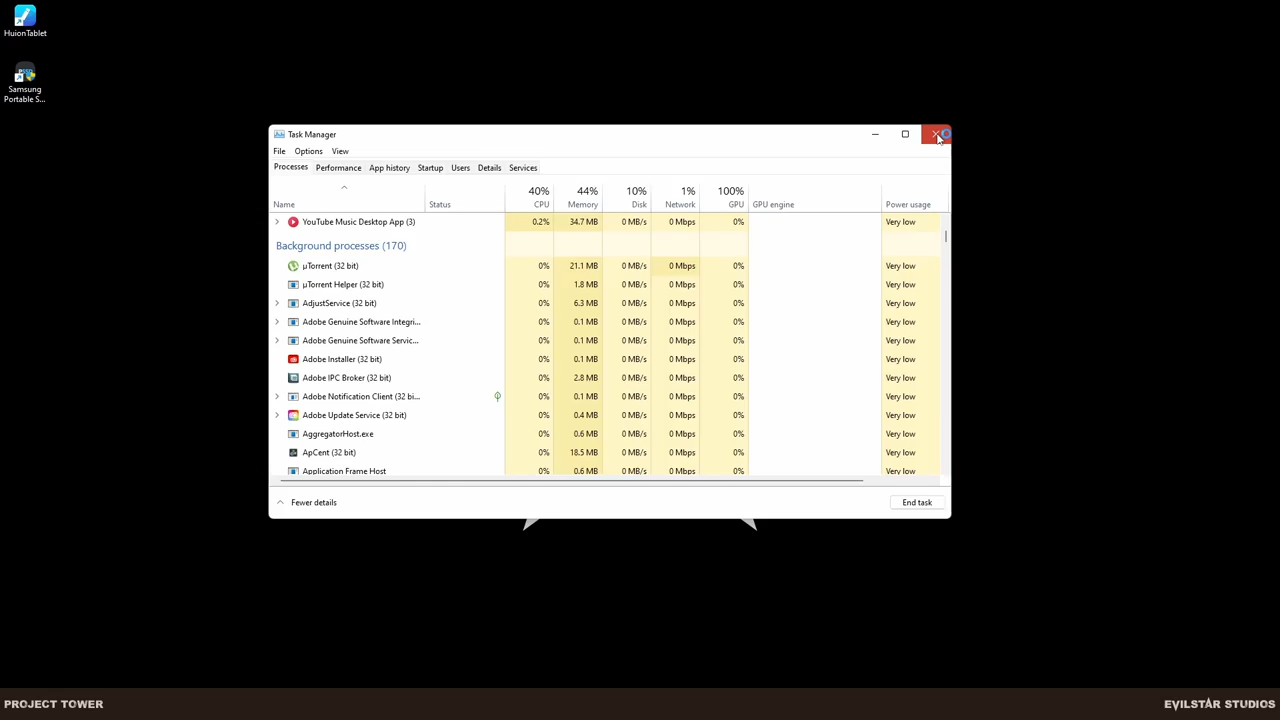 HuionTablet
Samsung
Portable S...
Task Manager
File Options View
Processes Performance App history Startup Users Details Services
40% 44% 10% 1% 100%
Name Status CPU Memory Disk Network GPU GPU engine Power usage
YouTube Music Desktop App (3) 0.2% 34.7 MB 0 MB/s 0 Mbps 0% Very low
Background processes (170)
µTorrent (32 bit) 0% 21.1 MB 0 MB/s 0 Mbps 0% Very low
µTorrent Helper (32 bit) 0% 1.8 MB 0 MB/s 0 Mbps 0% Very low
AdjustService (32 bit) 0% 6.3 MB 0 MB/s 0 Mbps 0% Very low
Adobe Genuine Software Integri... 0% 0.1 MB 0 MB/s 0 Mbps 0% Very low
Adobe Genuine Software Servic... 0% 0.1 MB 0 MB/s 0 Mbps 0% Very low
Adobe Installer (32 bit) 0% 0.1 MB 0 MB/s 0 Mbps 0% Very low
Adobe IPC Broker (32 bit) 0% 2.8 MB 0 MB/s 0 Mbps 0% Very low
Adobe Notification Client (32 bi... 0% 0.1 MB 0 MB/s 0 Mbps 0% Very low
Adobe Update Service (32 bit) 0% 0.4 MB 0 MB/s 0 Mbps 0% Very low
AggregatorHost.exe 0% 0.6 MB 0 MB/s 0 Mbps 0% Very low
ApCent (32 bit) 0% 18.5 MB 0 MB/s 0 Mbps 0% Very low
Application Frame Host 0% 0.6 MB 0 MB/s 0 Mbps 0% Very low
Fewer details End task
PROJECT TOWER EVILSTAR STUDIOS